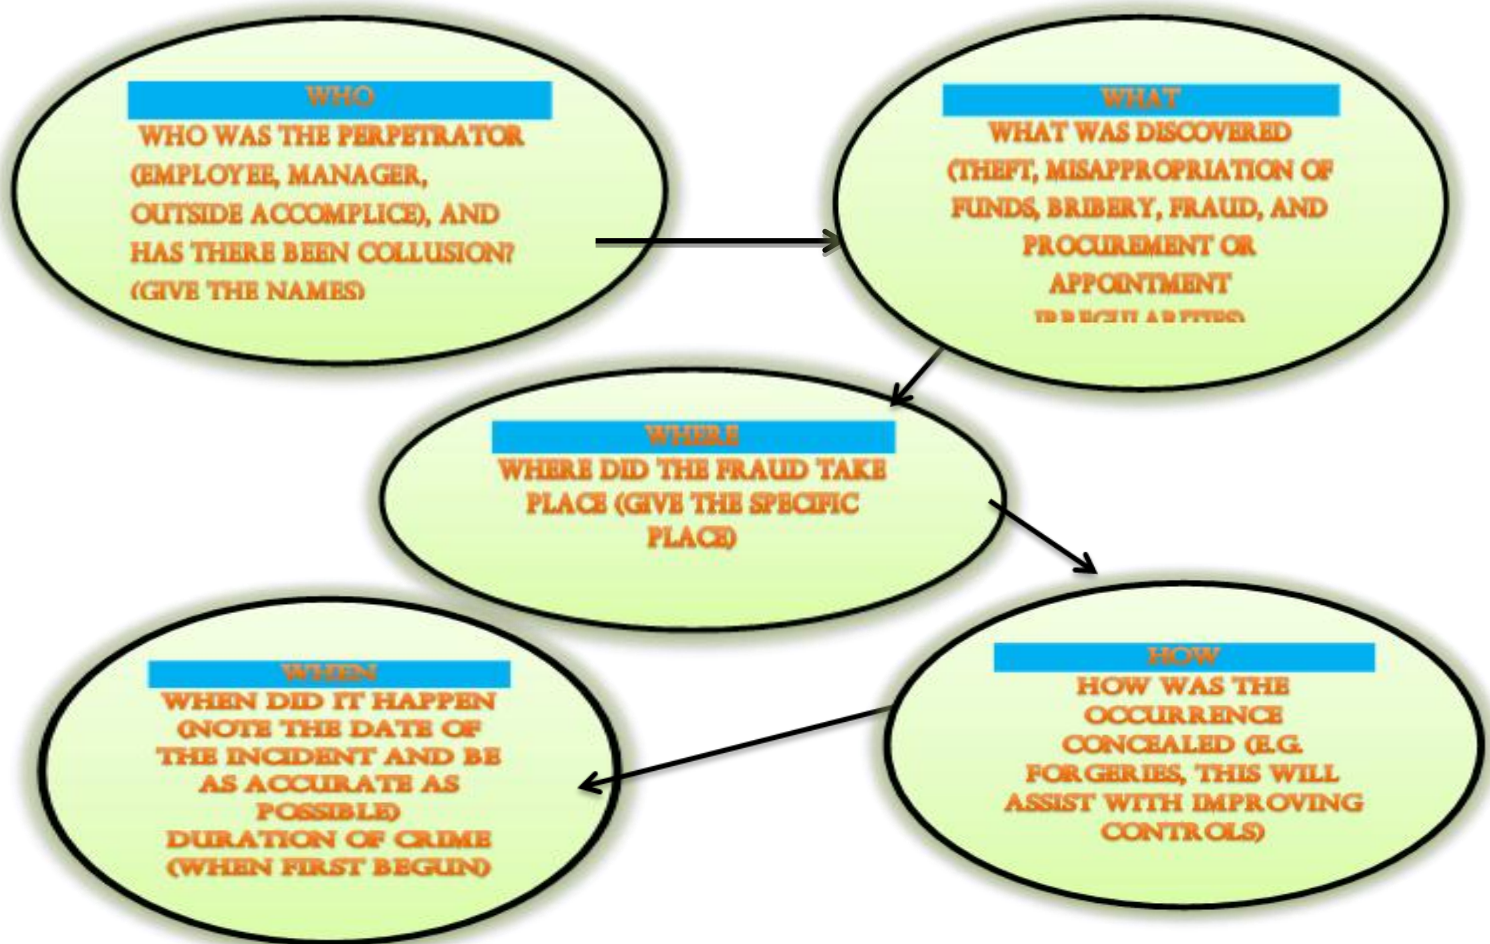 WHO
WHO WAS THE PERPETRATOR
(EMPLOYEE, MANAGER,
OUTSIDE ACCOMPLICE), AND
HAS THERE BEEN COLLUSION?
(GIVE THE NAMES)
WHAT
WHAT WAS DISCOVERED
(THEFT, MISAPPROPRIATION OF
FUNDS, BRIBERY, FRAUD, AND
PROCUREMENT OR
APPOINTMENT
IRREGULARITIES)
WHERE
WHERE DID THE FRAUD TAKE
PLACE (GIVE THE SPECIFIC
PLACE)
HOW
HOW WAS THE
OCCURRENCE
CONCEALED (E.G.
FORGERIES, THIS WILL
ASSIST WITH IMPROVING
CONTROLS)
WHEN
WHEN DID IT HAPPEN
(NOTE THE DATE OF
THE INCIDENT AND BE
AS ACCURATE AS
POSSIBLE)
DURATION OF CRIME
(WHEN FIRST BEGUN)